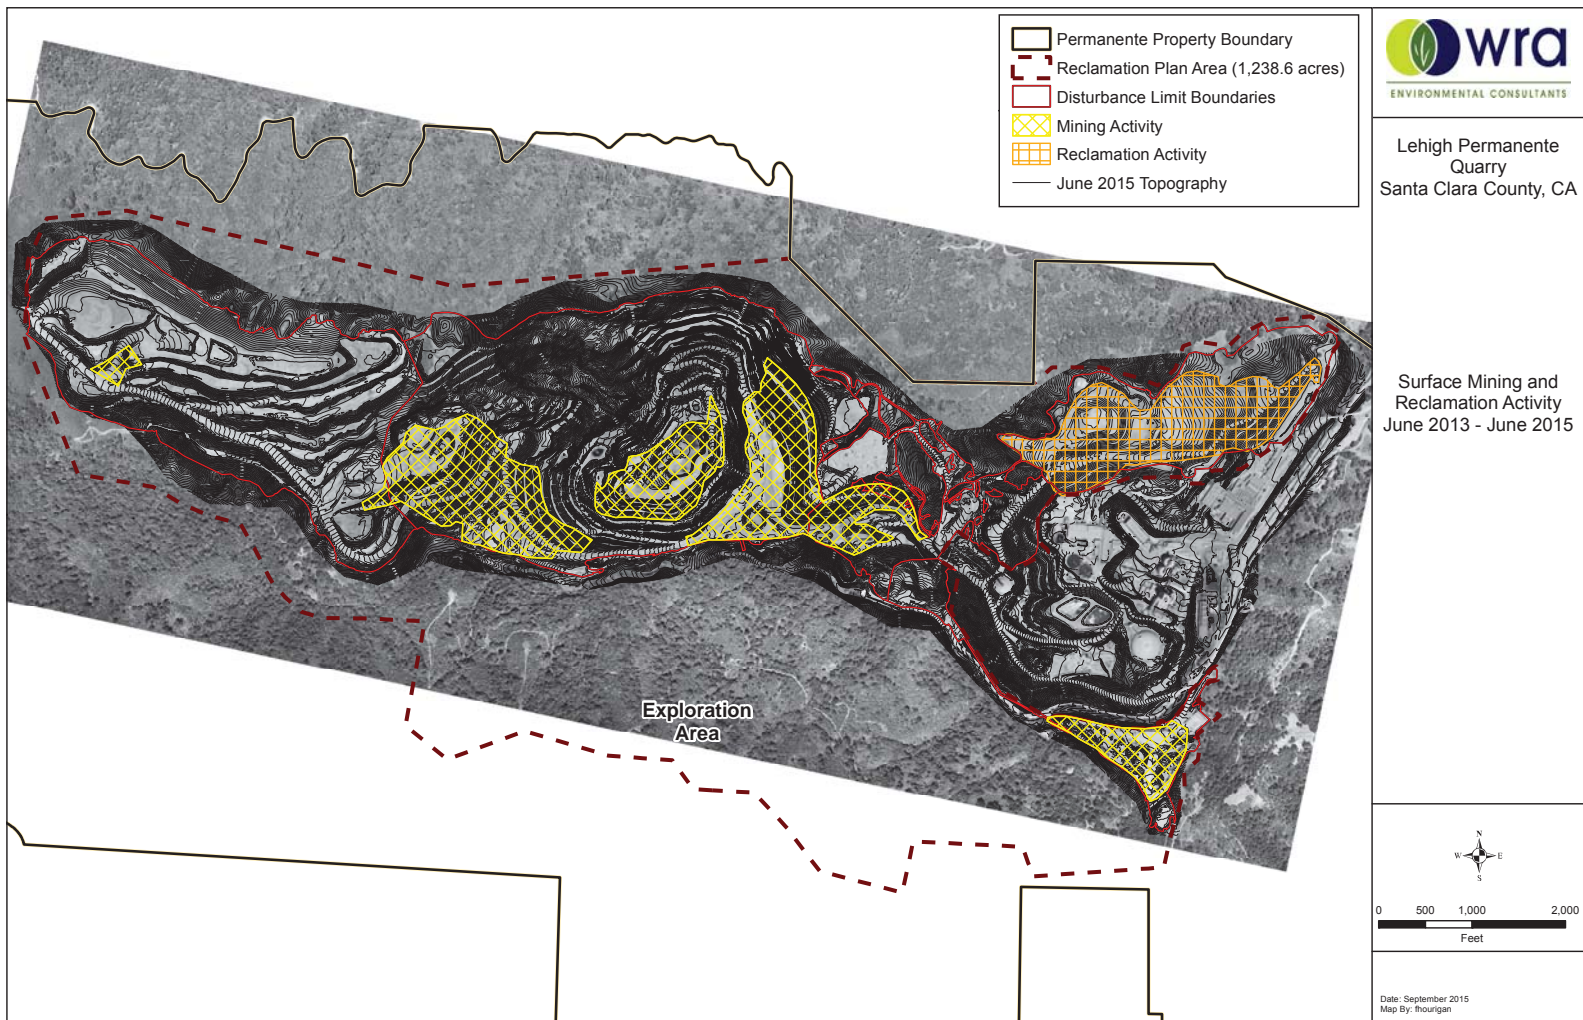 Permanente Property Boundary
Reclamation Plan Area (1,238.6 acres)
Disturbance Limit Boundaries
Mining Activity
Reclamation Activity
June 2015 Topography
wra
ENVIRONMENTAL CONSULTANTS
Lehigh Permanente
Quarry
Santa Clara County, CA
Surface Mining and
Reclamation Activity
June 2013 - June 2015
Exploration
Area
N
W E
S
0 500 1,000 2,000
Feet
Date: September 2015
Map By: fhourigan